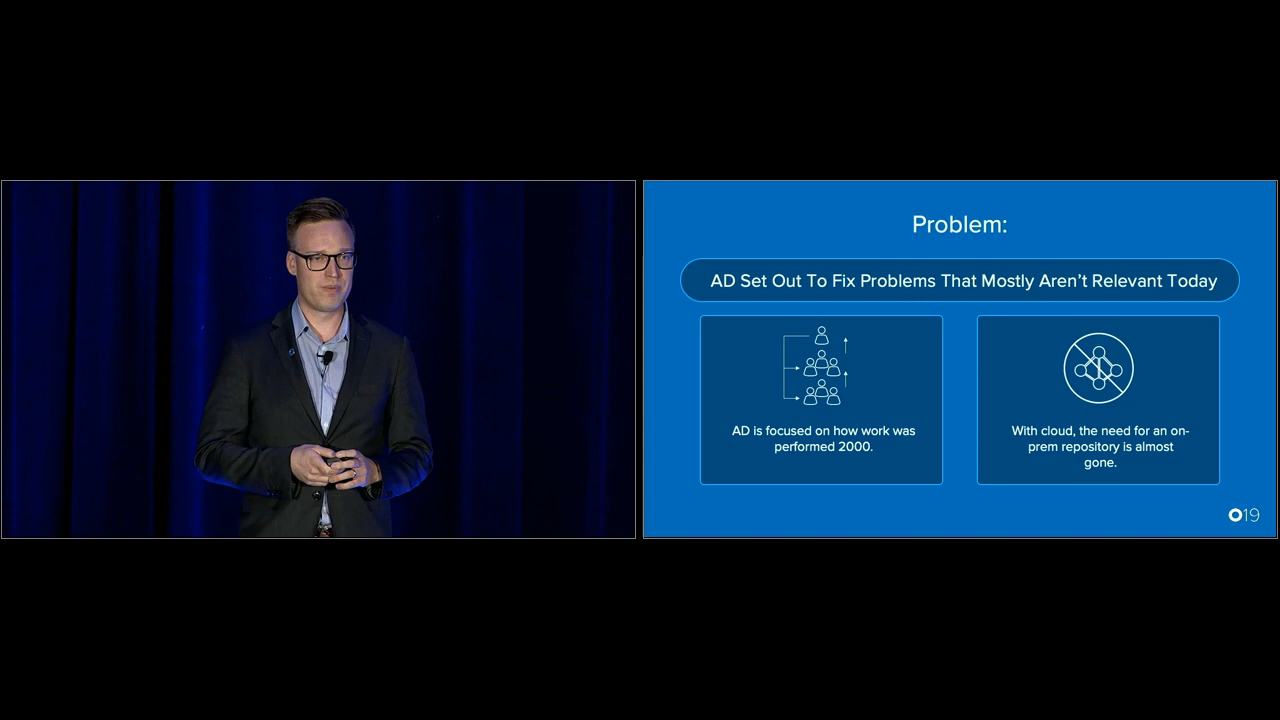 Problem:
AD Set Out To Fix Problems That Mostly Aren't Relevant Today
AD is focused on how work was
performed 2000.
With cloud, the need for an on-
prem repository is almost
gone.
O19